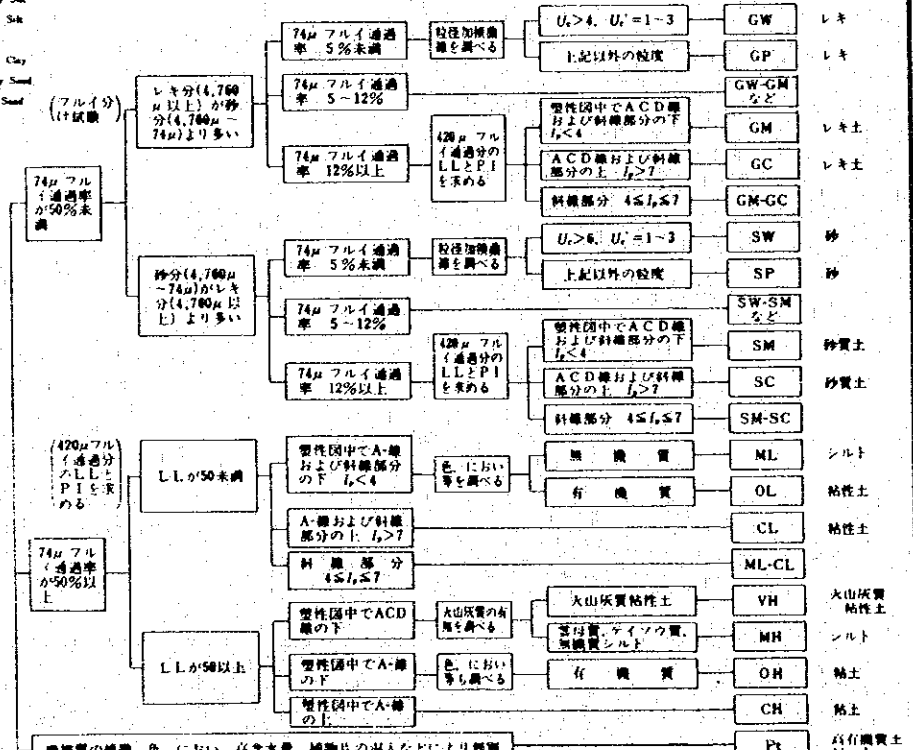 Silt
Clay
Sand
Sand
(フルイ分
け試験)
74μ フル
イ通過率
が50%未
満
レキ分(4,760
μ以上)が砂
分(4,760μ~
74μ)より多い
74μ フルイ通過
率 5%未満
粒径加積曲
線を調べる
Uc>4, Uc′=1~3
GW
レキ
上記以外の粒度
GP
レキ
74μ フルイ通過
率 5~12%
GW-GM
など
74μ フルイ通過
率 12%以上
420μ フル
イ通過分の
LLとPI
を求める
塑性図中でACD線
および斜線部分の下
Ip<4
GM
レキ土
ACD線および斜線
部分の上 Ip>7
GC
レキ土
斜線部分 4≦Ip≦7
GM-GC
砂分(4,760μ
~74μ)がレキ
分(4,760μ以
上)より多い
74μ フルイ通過
率 5%未満
粒径加積曲
線を調べる
Uc>6, Uc′=1~3
SW
砂
上記以外の粒度
SP
砂
74μ フルイ通過
率 5~12%
SW-SM
など
74μ フルイ通過
率 12%以上
420μ フル
イ通過分の
LLとPI
を求める
塑性図中でACD線
および斜線部分の下
Ip<4
SM
砂質土
ACD線および斜線
部分の上 Ip>7
SC
砂質土
斜線部分 4≦Ip≦7
SM-SC
(420μフル
イ通過分
のLLと
PIを求
める)
74μ フル
イ通過率
が50%以
上
LLが50未満
塑性図中でA-線
および斜線部分
の下 Ip<4
色,におい
等を調べる
無機質
ML
シルト
有機質
OL
粘性土
A-線および斜線
部分の上 Ip>7
CL
粘性土
斜線部分
4≦Ip≦7
ML-CL
LLが50以上
塑性図中でACD
線の下
火山灰質の有
無を調べる
火山灰質粘性土
VH
火山灰質
粘性土
雲母質,ケイソウ質,
無機質シルト
MH
シルト
塑性図中でA-線
の下
色,におい
等も調べる
有機質
OH
粘土
塑性図中でA-線
の上
CH
粘土
色,におい,高含水量,植物片の混入などにより
Pt
高有機質土